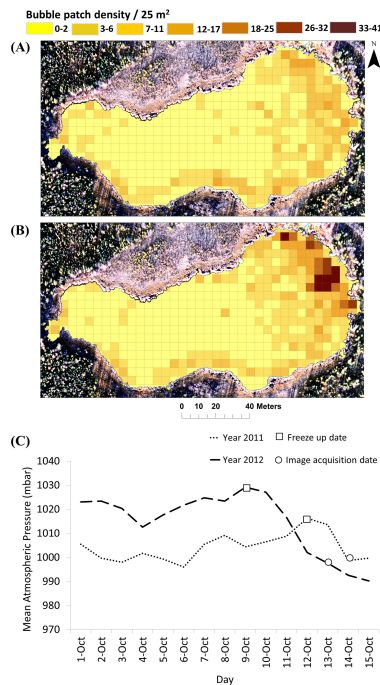 Bubble patch density / 25 m²
0-2 3-6 7-11 12-17 18-25 26-32 33-41
(A)
N
(B)
0 10 20 40 Meters
(C)
Year 2011 Freeze up date
Year 2012 Image acquisition date
Mean Atmospheric Pressure (mbar)
1040
1030
1020
1010
1000
990
980
970
1-Oct 2-Oct 3-Oct 4-Oct 5-Oct 6-Oct 7-Oct 8-Oct 9-Oct 10-Oct 11-Oct 12-Oct 13-Oct 14-Oct 15-Oct
Day